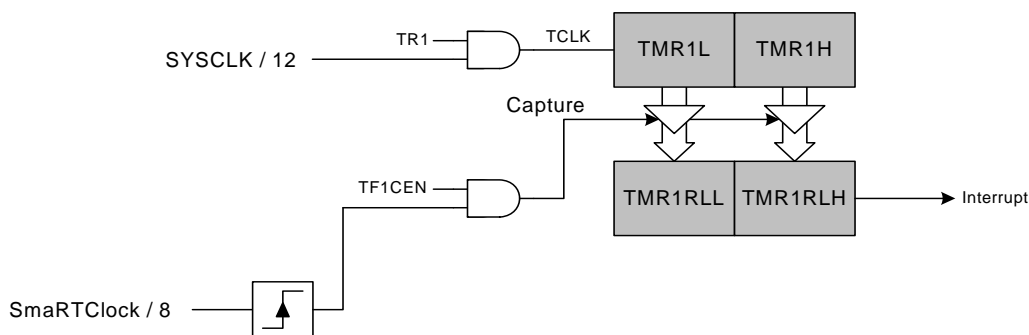 TR1
TCLK
SYSCLK / 12
TMR1L
TMR1H
Capture
TF1CEN
TMR1RLL
TMR1RLH
Interrupt
SmaRTClock / 8